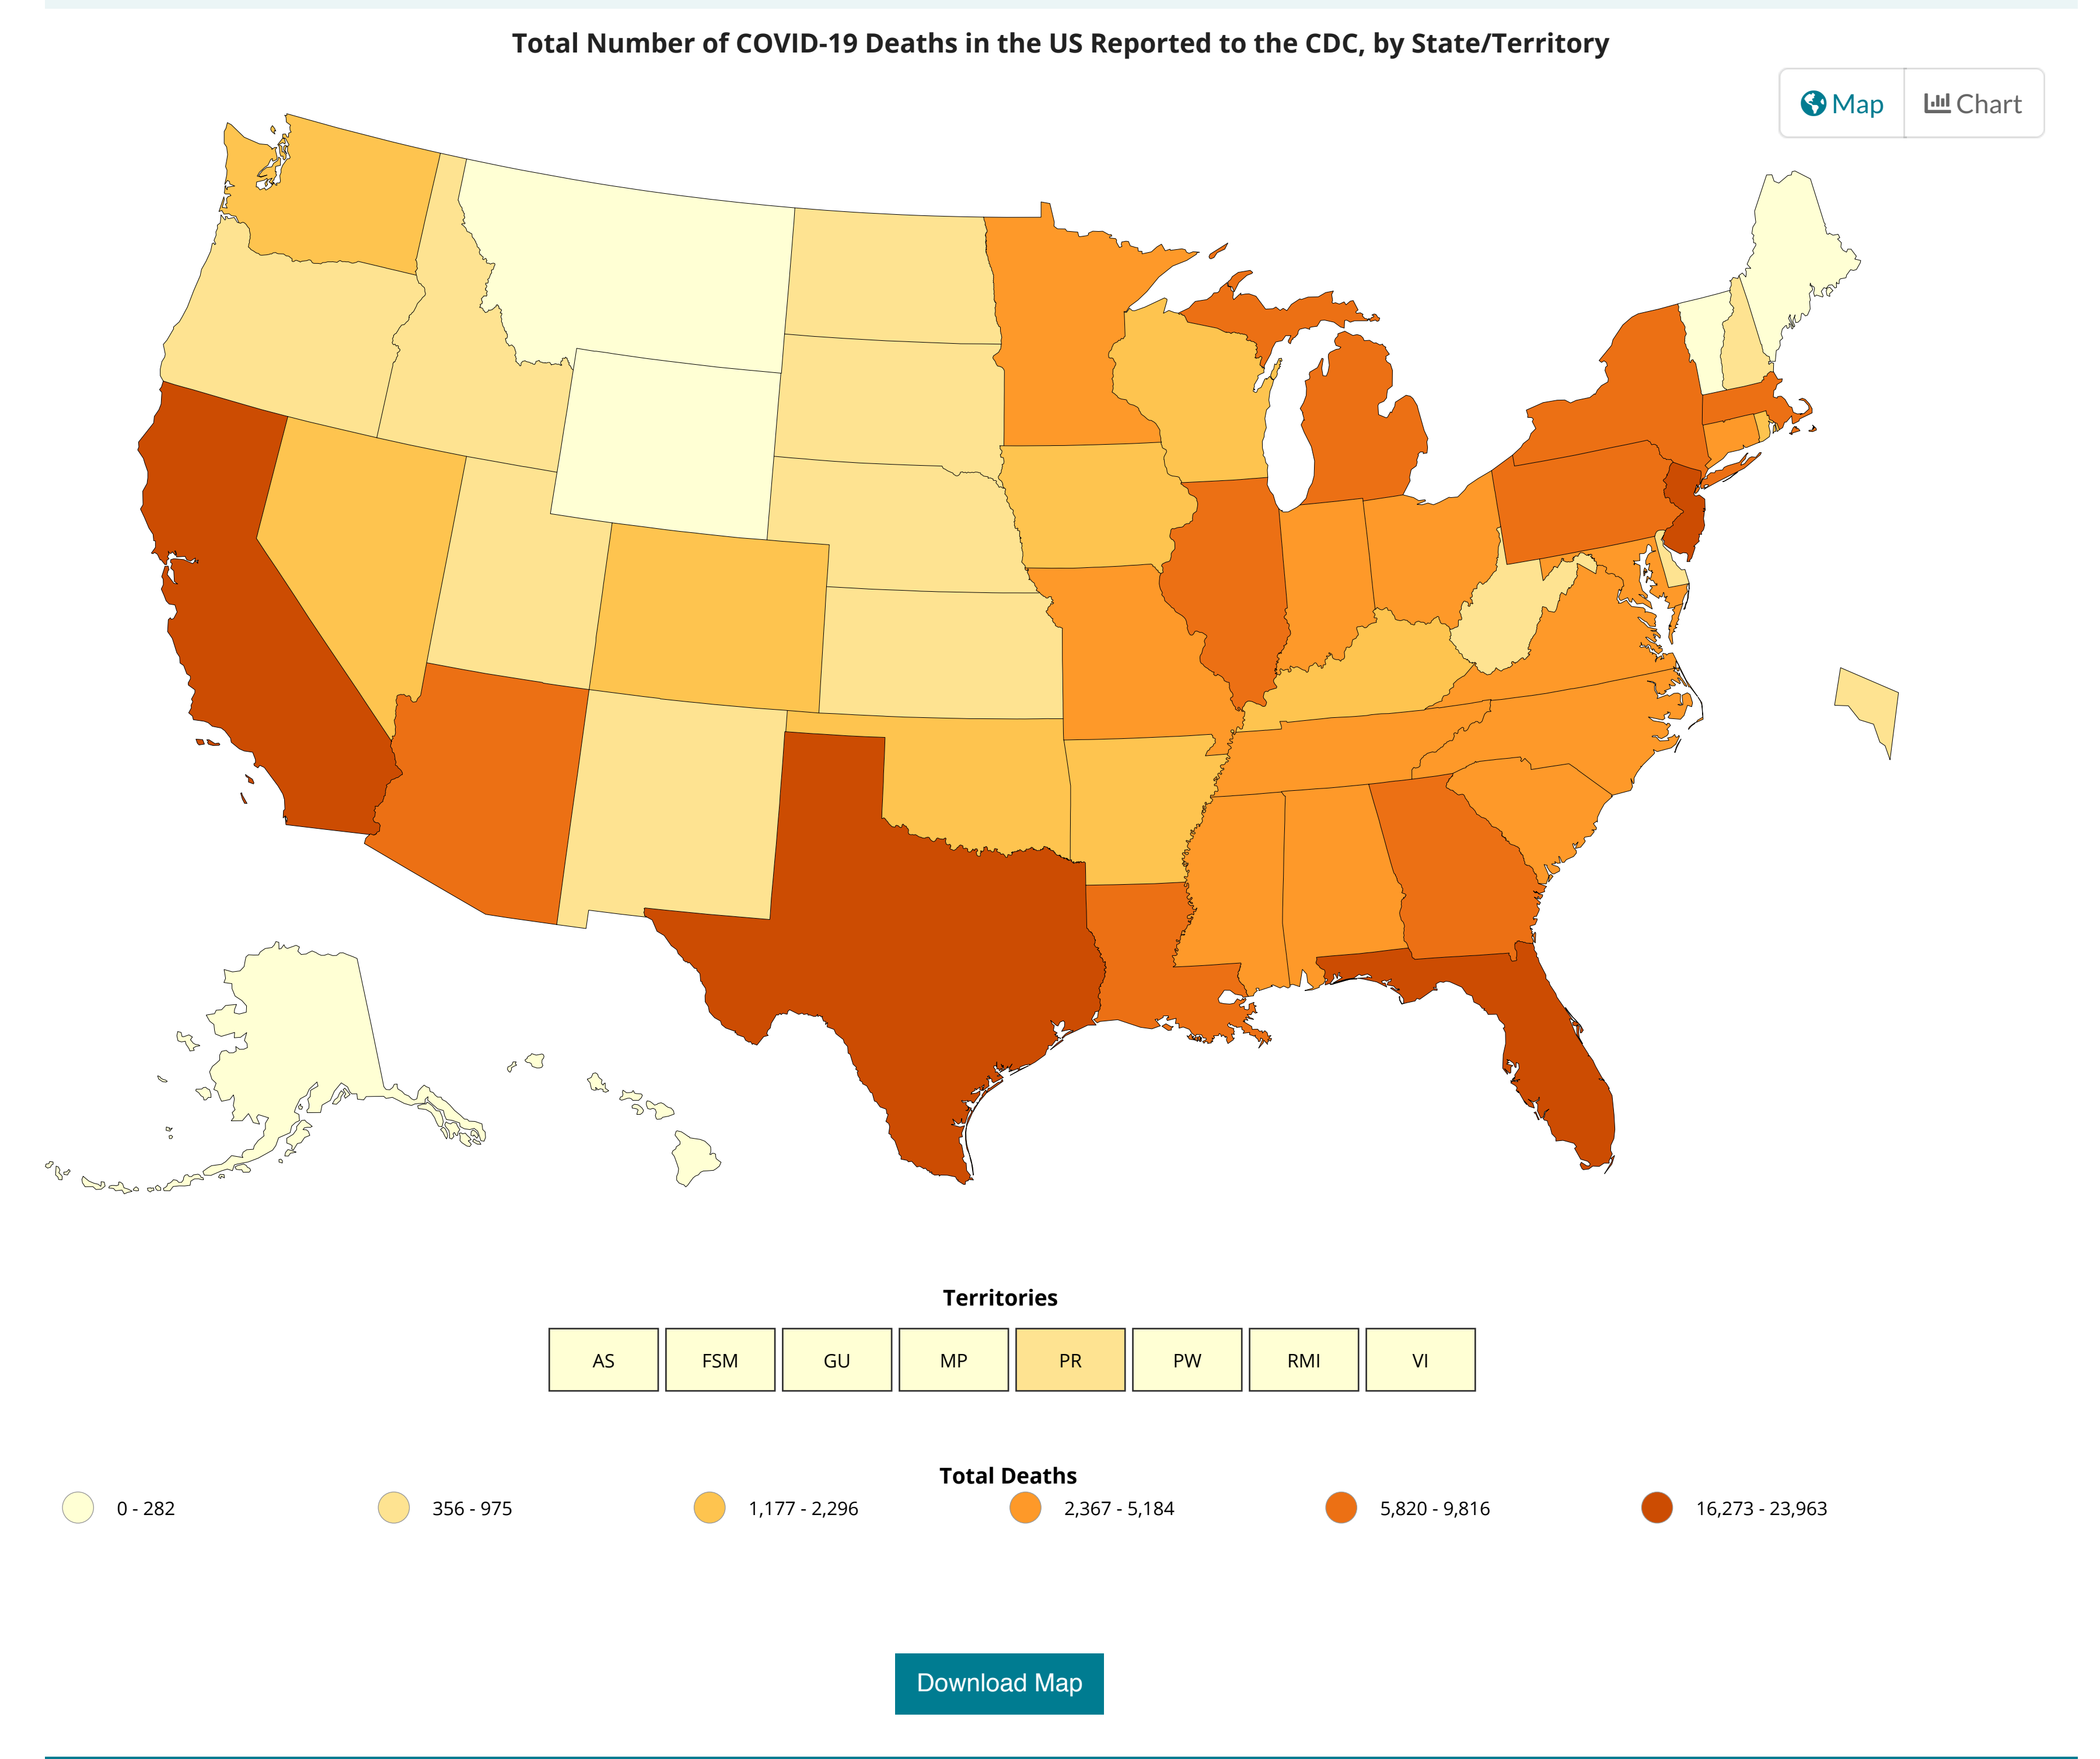 Total Number of COVID-19 Deaths in the US Reported to the CDC, by State/Territory
Map Chart
Territories
AS FSM GU MP PR PW RMI VI
Total Deaths
0 - 282 356 - 975 1,177 - 2,296 2,367 - 5,184 5,820 - 9,816 16,273 - 23,963
Download Map